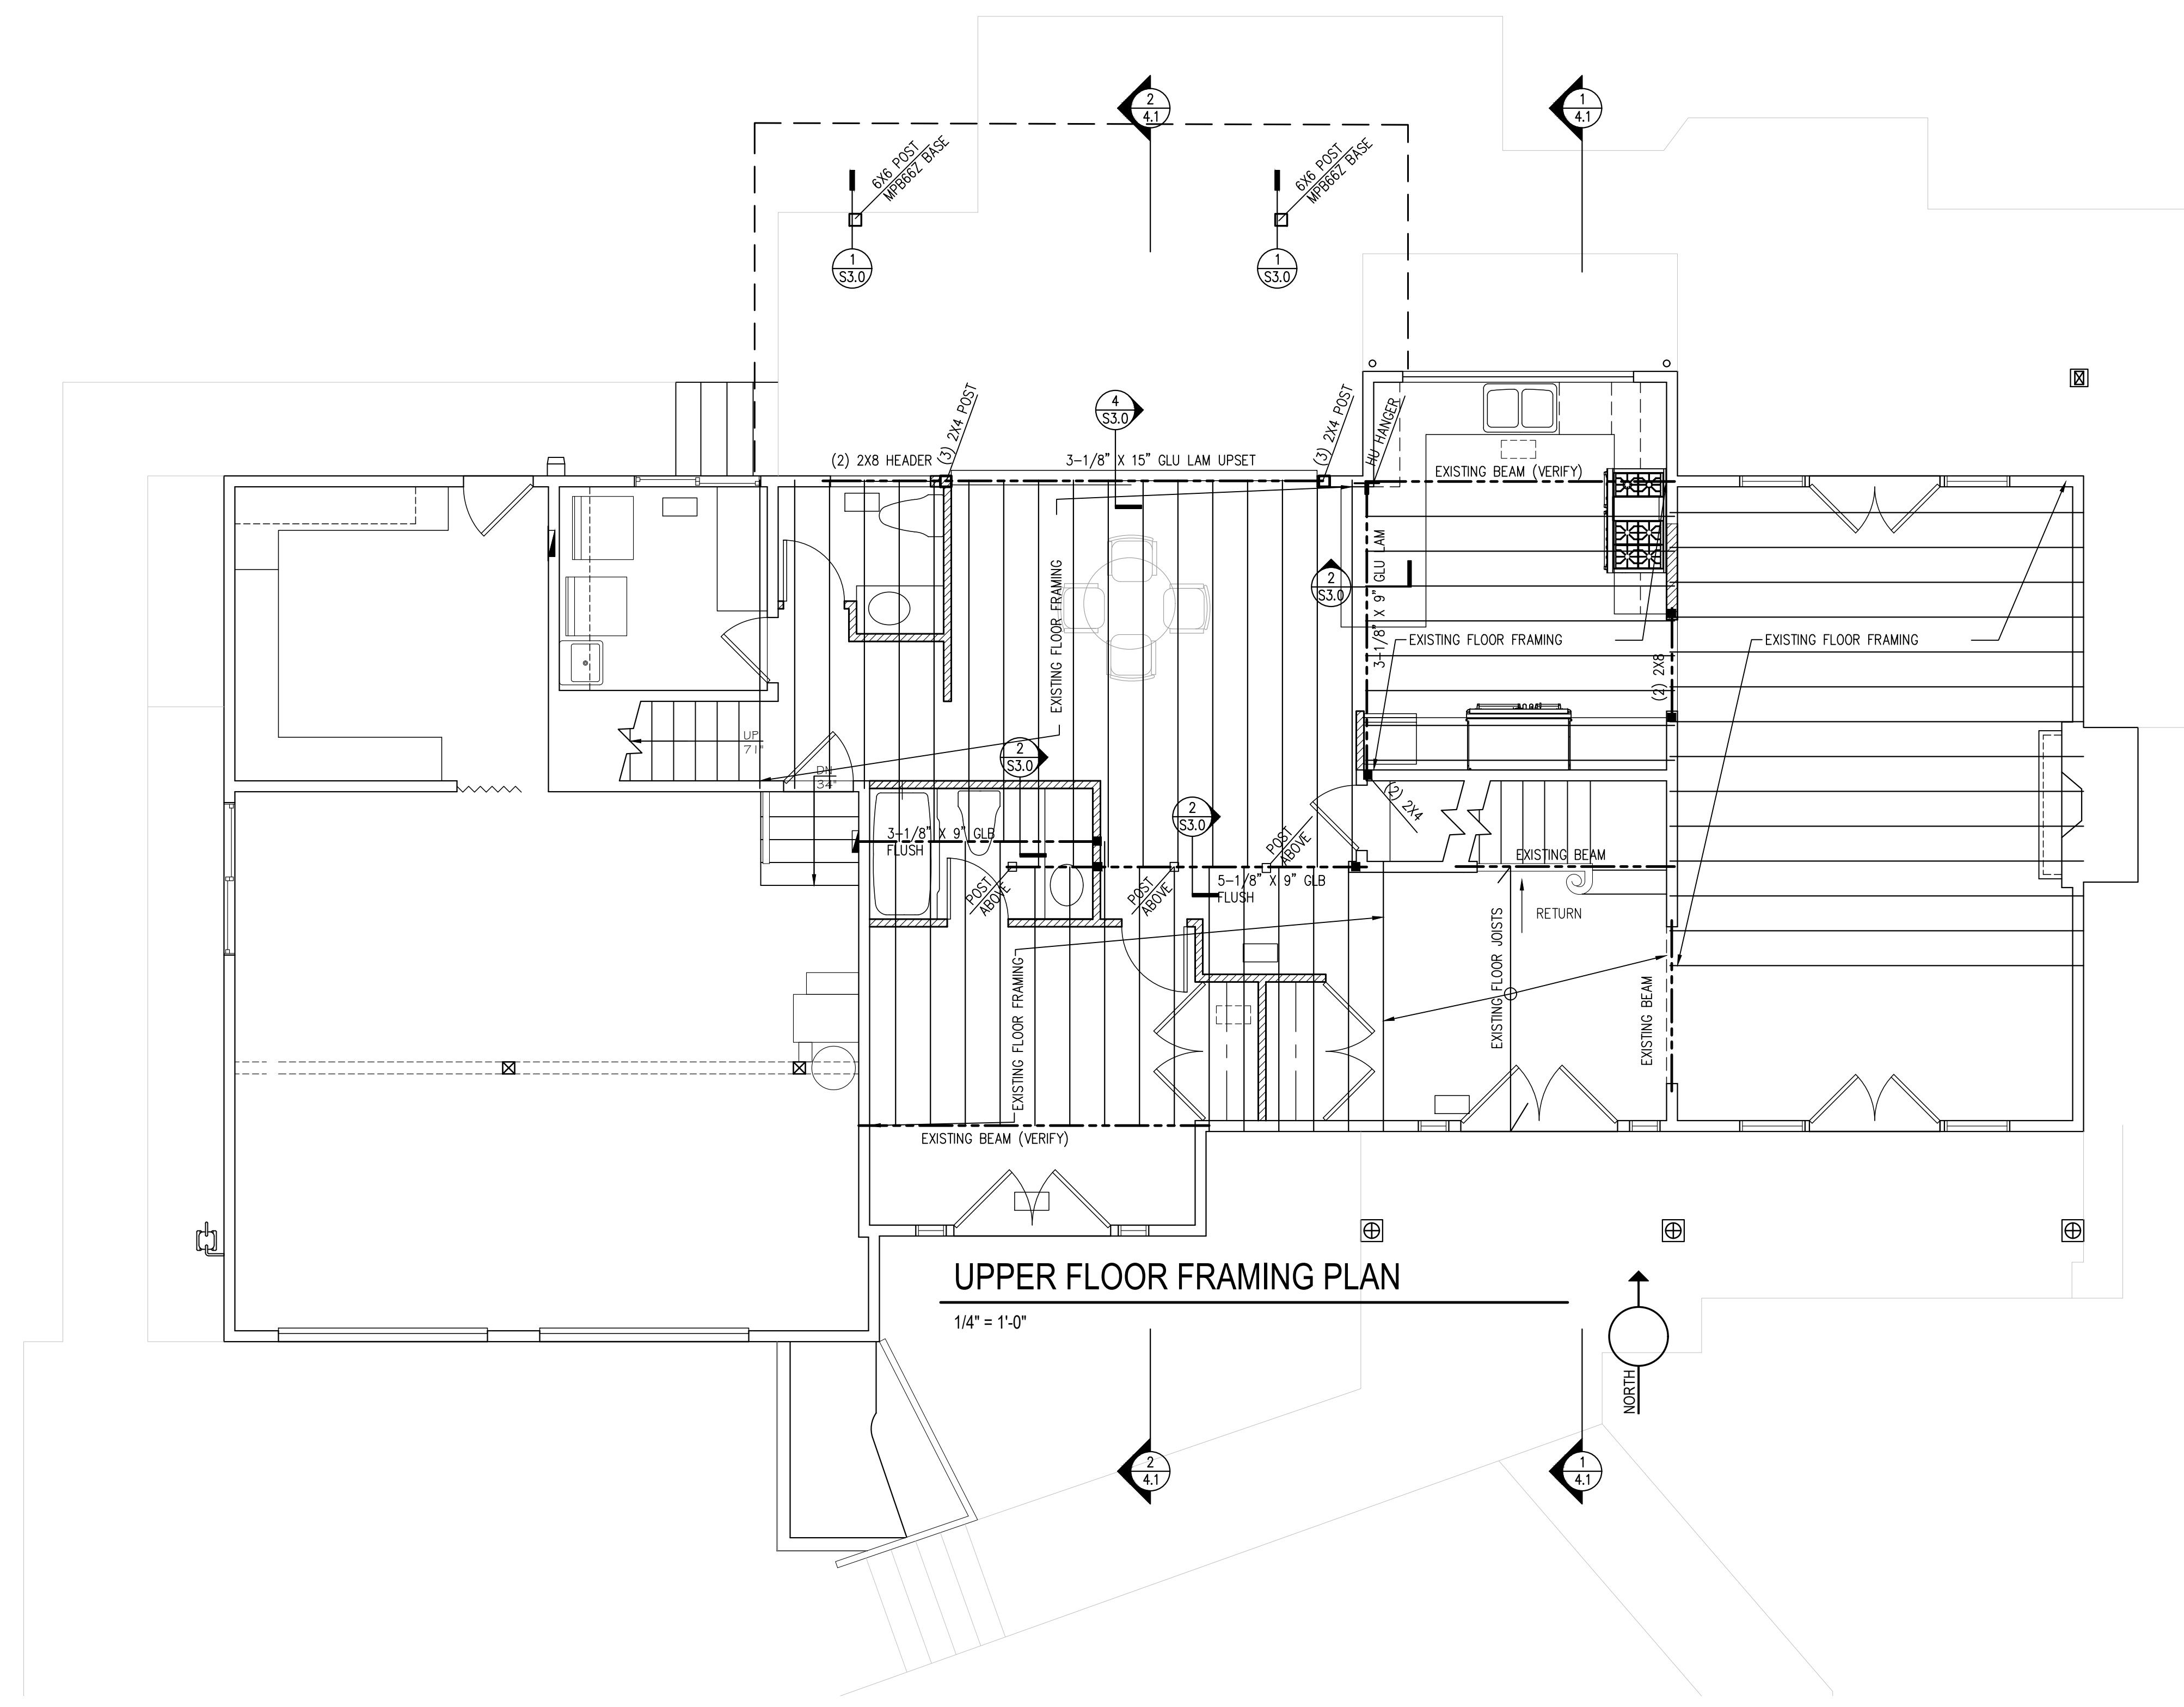 2
4.1
1
4.1
6X6 POST
MPB66Z BASE
6X6 POST
MPB66Z BASE
1
S3.0
1
S3.0
4
S3.0
(2) 2X8 HEADER
(3) 2X4 POST
3-1/8" X 15" GLU LAM UPSET
(3) 2X4 POST
HU HANGER
EXISTING BEAM (VERIFY)
EXISTING FLOOR FRAMING
2
S3.0
3-1/8" X 9" GLU LAM
EXISTING FLOOR FRAMING
(2) 2X8
EXISTING FLOOR FRAMING
UP
71"
DN
34"
2
S3.0
2
S3.0
(2) 2X4
3-1/8" X 9" GLB
FLUSH
POST
ABOVE
POST
ABOVE
POST
ABOVE
5-1/8" X 9" GLB
FLUSH
EXISTING BEAM
RETURN
EXISTING FLOOR FRAMING
EXISTING FLOOR JOISTS
EXISTING BEAM
EXISTING BEAM (VERIFY)
UPPER FLOOR FRAMING PLAN
1/4" = 1'-0"
NORTH
2
4.1
1
4.1